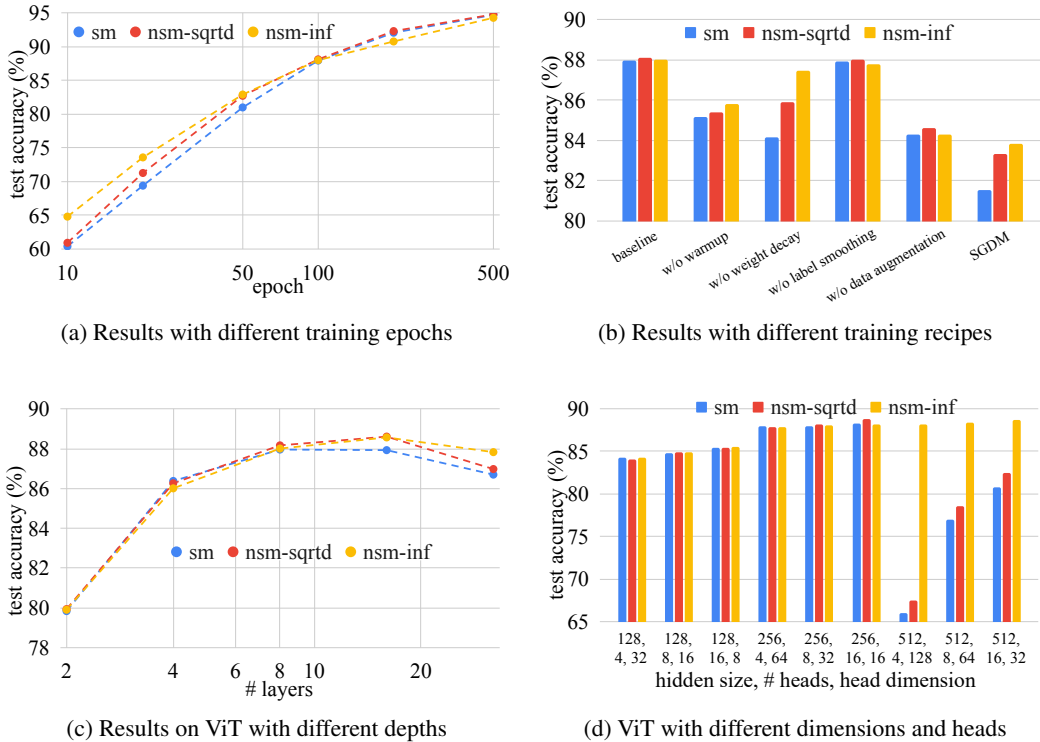 sm nsm-sqrtd nsm-inf
test accuracy (%)
95
90
85
80
75
70
65
60
10 50 100 500
epoch
(a) Results with different training epochs
sm nsm-sqrtd nsm-inf
test accuracy (%)
90
88
86
84
82
80
baseline
w/o warmup
w/o weight decay
w/o label smoothing
w/o data augmentation
SGDM
(b) Results with different training recipes
test accuracy (%)
90
88
86
84
82
80
78
sm nsm-sqrtd nsm-inf
2 4 6 8 10 20
# layers
(c) Results on ViT with different depths
sm nsm-sqrtd nsm-inf
test accuracy (%)
90
85
80
75
70
65
128, 128, 128, 256, 256, 256, 512, 512, 512,
4, 32 8, 16 16, 8 4, 64 8, 32 16, 16 4, 128 8, 64 16, 32
hidden size, # heads, head dimension
(d) ViT with different dimensions and heads